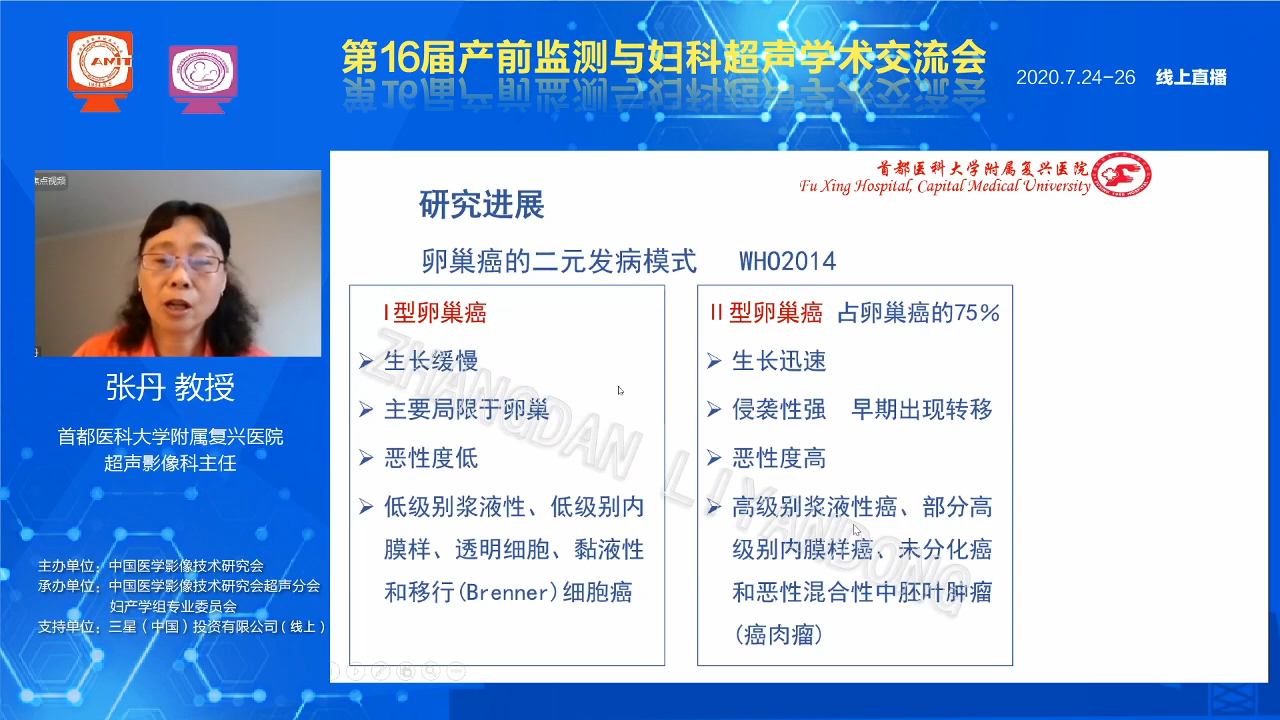 CAMIT
第16届产前监测与妇科超声学术交流会
2020.7.24-26 线上直播
焦点视频
首都医科大学附属复兴医院
Fu Xing Hospital, Capital Medical University
研究进展
卵巢癌的二元发病模式 WHO2014
I型卵巢癌
生长缓慢
主要局限于卵巢
恶性度低
低级别浆液性、低级别内
膜样、透明细胞、黏液性
和移行(Brenner)细胞癌
II型卵巢癌 占卵巢癌的75%
生长迅速
侵袭性强 早期出现转移
恶性度高
高级别浆液性癌、部分高
级别内膜样癌、未分化癌
和恶性混合性中胚叶肿瘤
(癌肉瘤)
ZHANGDAN LIYANDONG
张丹 教授
首都医科大学附属复兴医院
超声影像科主任
主办单位：中国医学影像技术研究会
承办单位：中国医学影像技术研究会超声分会
妇产学组专业委员会
支持单位：三星（中国）投资有限公司（线上）